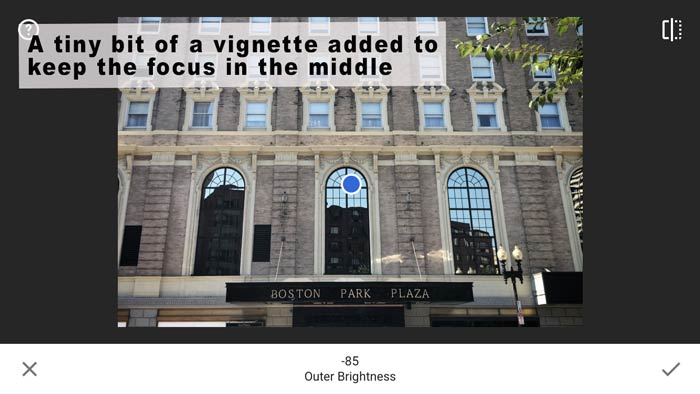 ?
A tiny bit of a vignette added to
keep the focus in the middle
BOSTON PARK PLAZA
-85
Outer Brightness